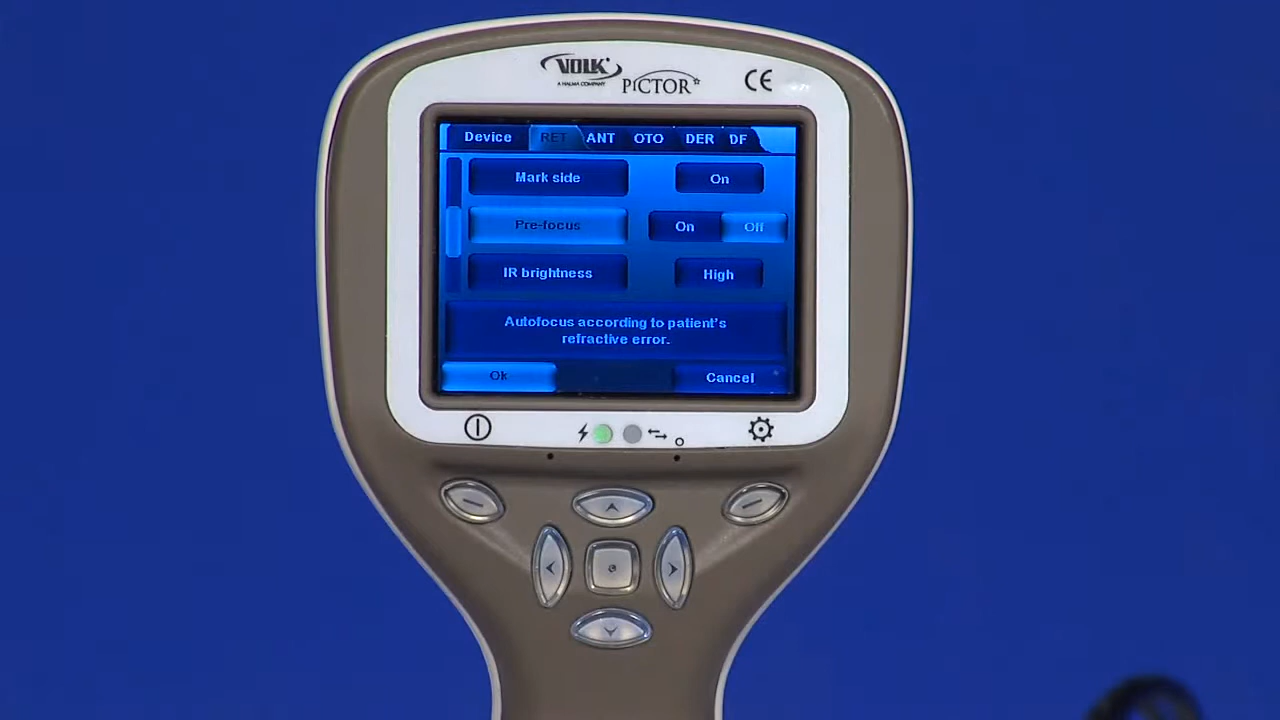 VOLK
A HALMA COMPANY
PICTOR
CE
Device RET ANT OTO DER DF
Mark side On
Pre-focus On Off
IR brightness High
Autofocus according to patient's
refractive error.
Ok Cancel